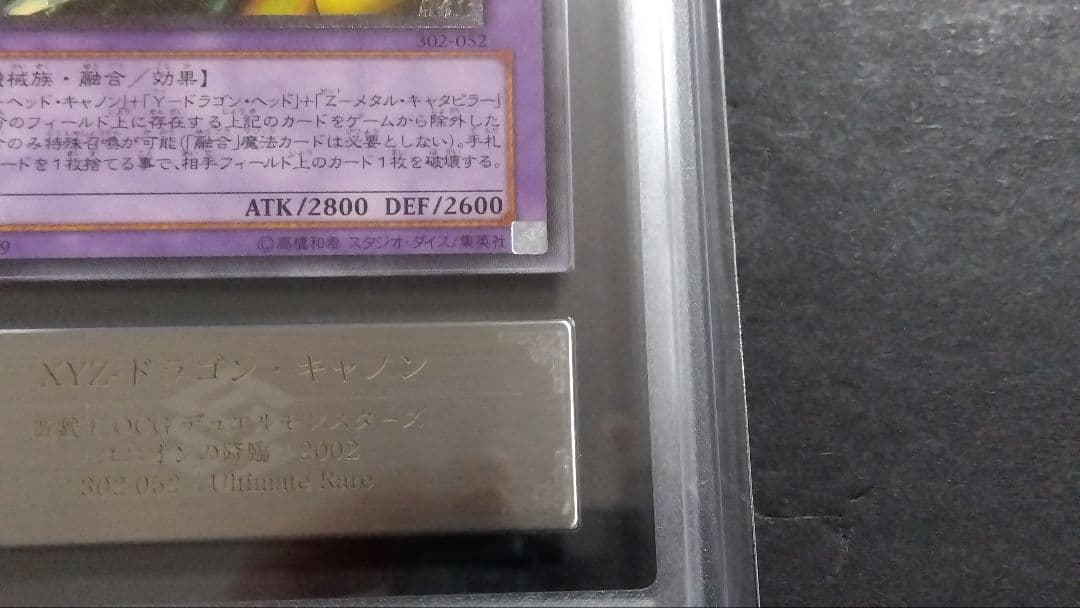 302-052
械族・融合／効果】
ヘッド・キャノン」+「Y－ドラゴン・ヘッド」+「Z－メタル・キャタピラー」
のフィールド上に存在する上記のカードをゲームから除外した
のみ特殊召喚が可能(「融合」魔法カードは必要としない)。手札
ードを1枚捨てる事で、相手フィールド上のカード1枚を破壊する。
ATK/2800 DEF/2600
9 ©高橋和希 スタジオ・ダイス/集英社
XYZ-ドラゴン・キャノン
遊戯王OCGデュエルモンスターズ
ユニオンの降臨 2002
302-052 Ultimate Rare